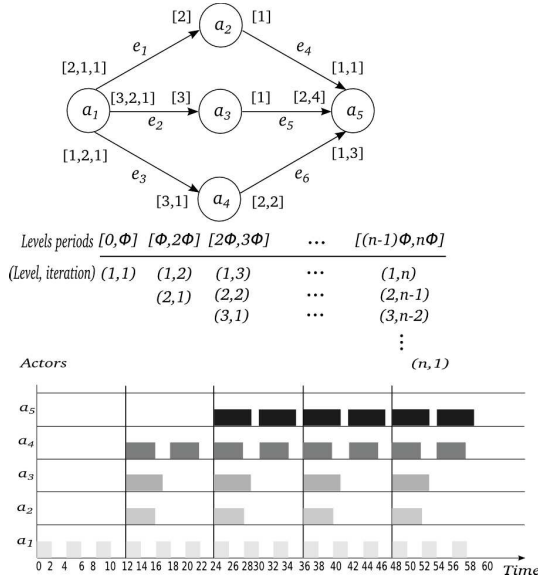 [2] a2 [1]
e1 e4
[2,1,1] [1,1]
a1 [3,2,1] [3] a3 [1] [2,4] a5
e2 e5
[1,2,1] [1,3]
e3 e6
[3,1] a4 [2,2]
Levels periods [0,Φ] [Φ,2Φ] [2Φ,3Φ] ... [(n-1)Φ,nΦ]
(Level, iteration) (1,1) (1,2) (1,3) ... (1,n)
(2,1) (2,2) ... (2,n-1)
(3,1) ... (3,n-2)
⋮
(n,1)
Actors
a5
a4
a3
a2
a1
0 2 4 6 8 10 12 14 16 18 20 22 24 26 28 30 32 34 36 38 40 42 44 46 48 50 52 54 56 58 60 Time